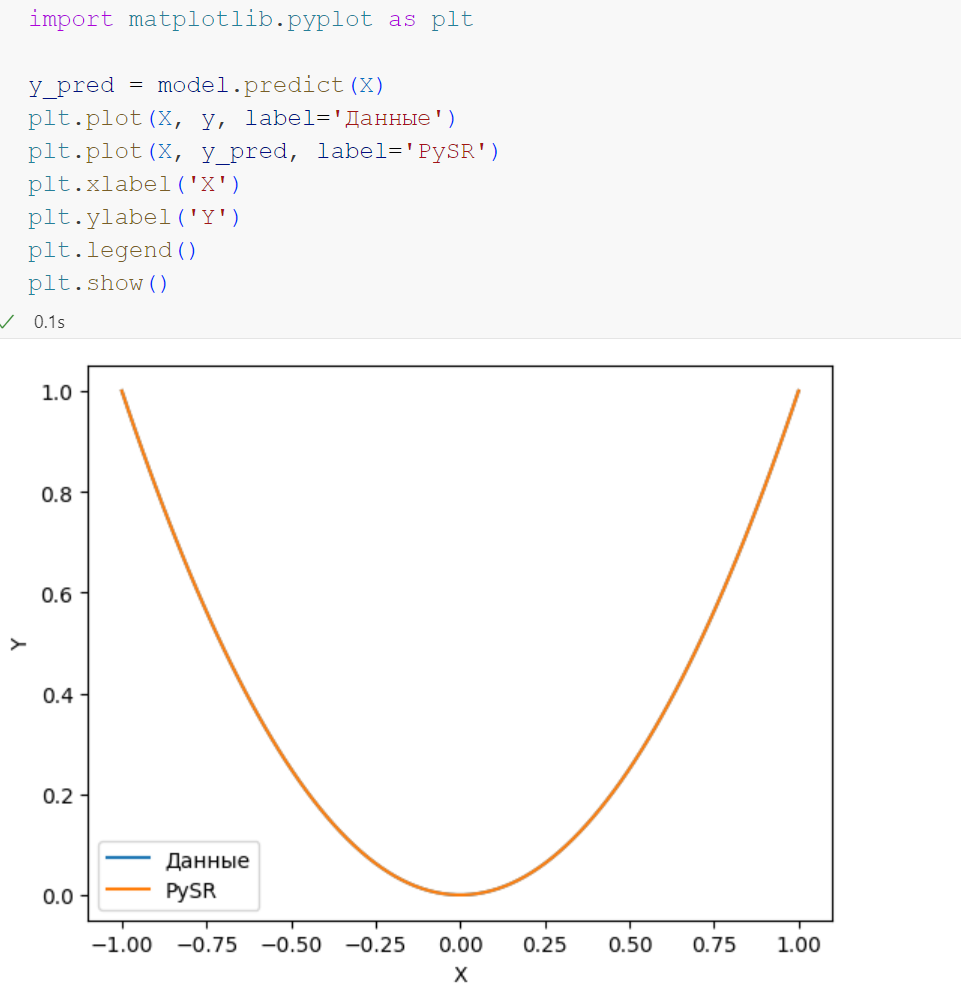 import matplotlib.pyplot as plt
y_pred = model.predict(X)
plt.plot(X, y, label='Данные')
plt.plot(X, y_pred, label='PySR')
plt.xlabel('X')
plt.ylabel('Y')
plt.legend()
plt.show()
✓ 0.1s
1.0
0.8
0.6
Y
0.4
0.2
0.0
Данные
PySR
−1.00 −0.75 −0.50 −0.25 0.00 0.25 0.50 0.75 1.00
X